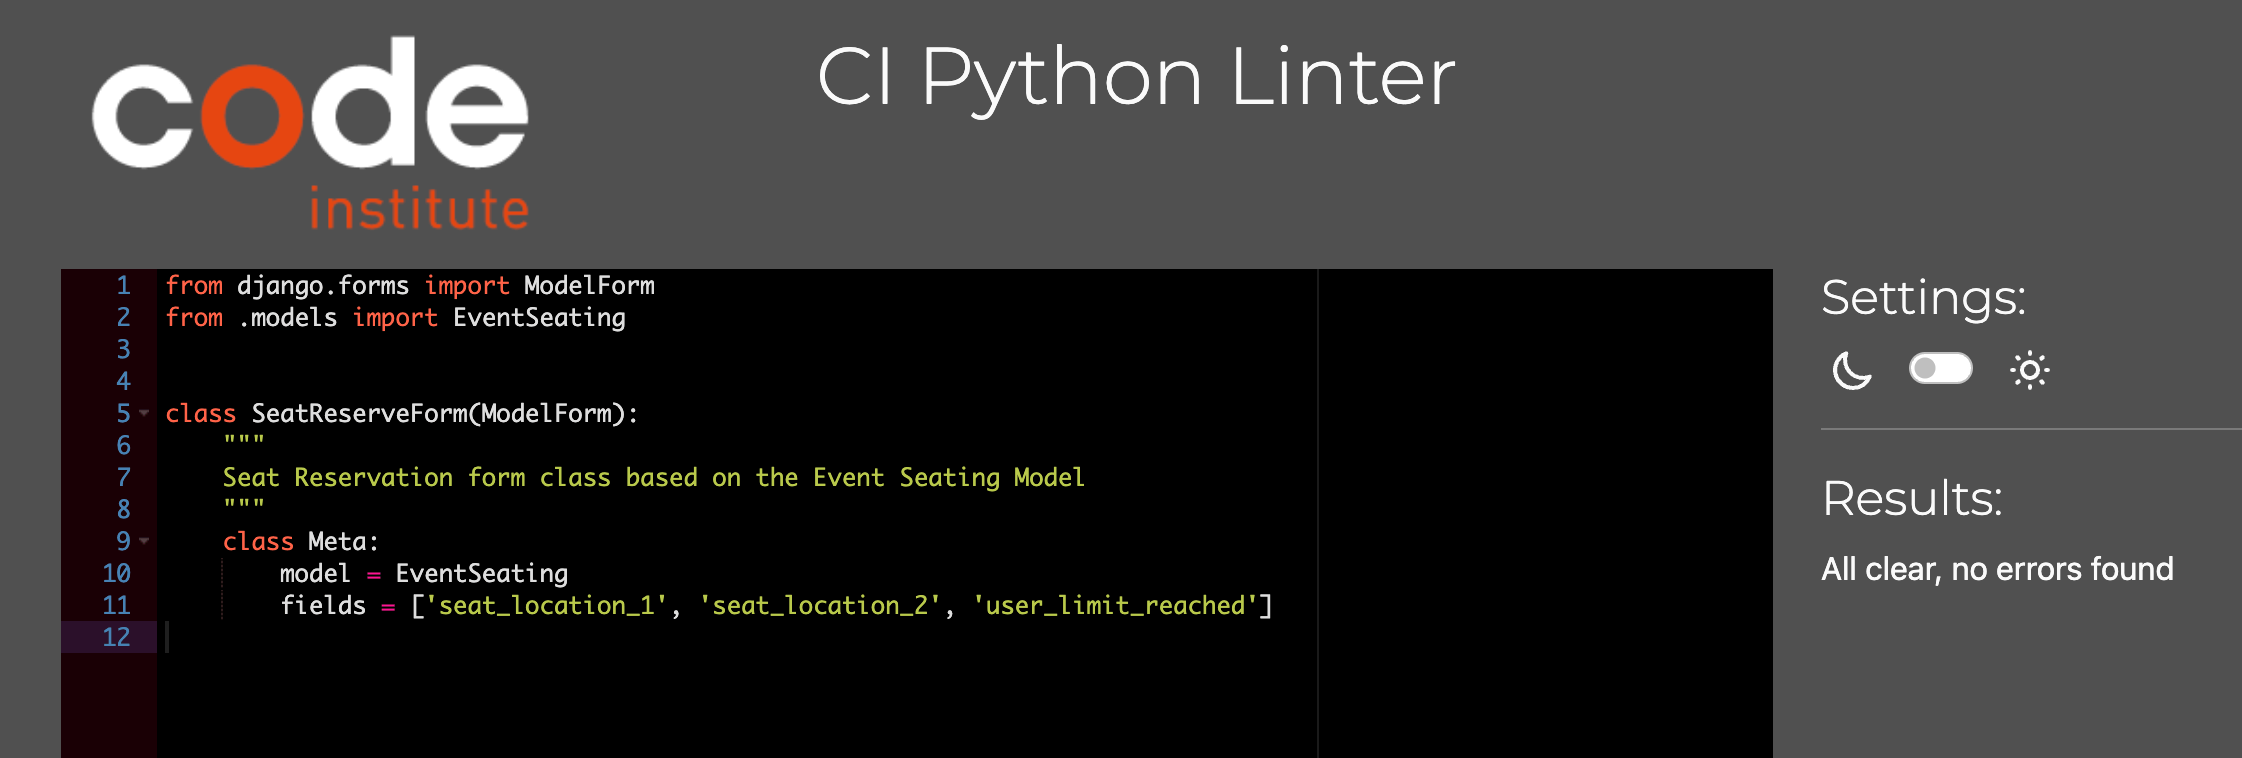 code
institute
CI Python Linter
1 from django.forms import ModelForm
2 from .models import EventSeating
3
4
5 class SeatReserveForm(ModelForm):
6     """
7     Seat Reservation form class based on the Event Seating Model
8     """
9     class Meta:
10         model = EventSeating
11         fields = ['seat_location_1', 'seat_location_2', 'user_limit_reached']
12
Settings:
Results:
All clear, no errors found